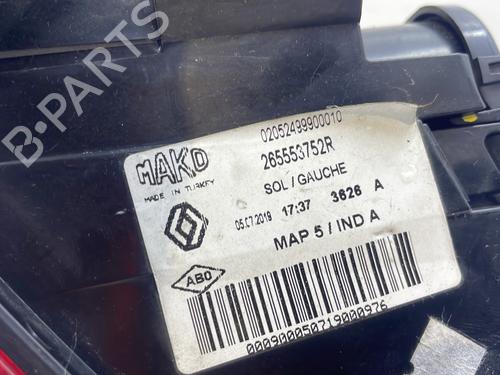 02052499900010
MAKO
MADE IN TURKEY
265553752R
SOL / GAUCHE
05.07.2019 17:37 3626 A
MAP 5 / IND A
ABO
00090005071900976
B-PARTS